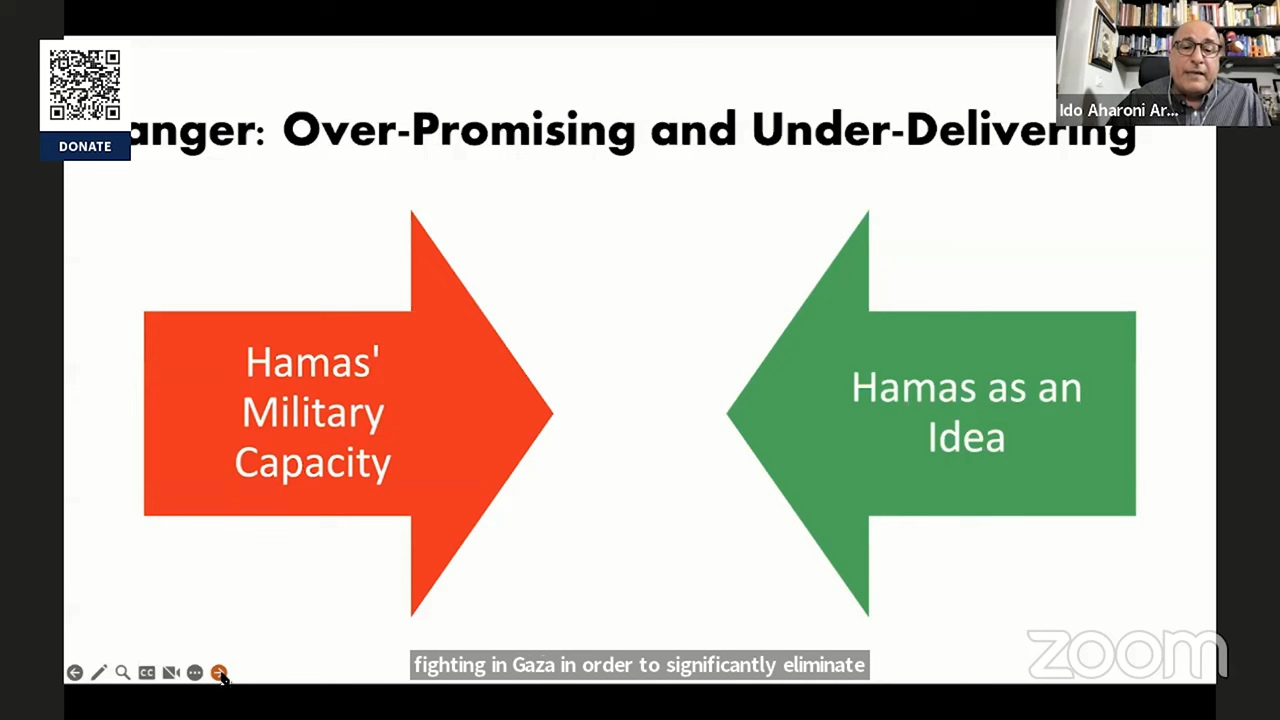 DONATE
anger: Over-Promising and Under-Delivering
Ido Aharoni Ar...
Hamas'
Military
Capacity
Hamas as an
Idea
CC
fighting in Gaza in order to significantly eliminate
zoom